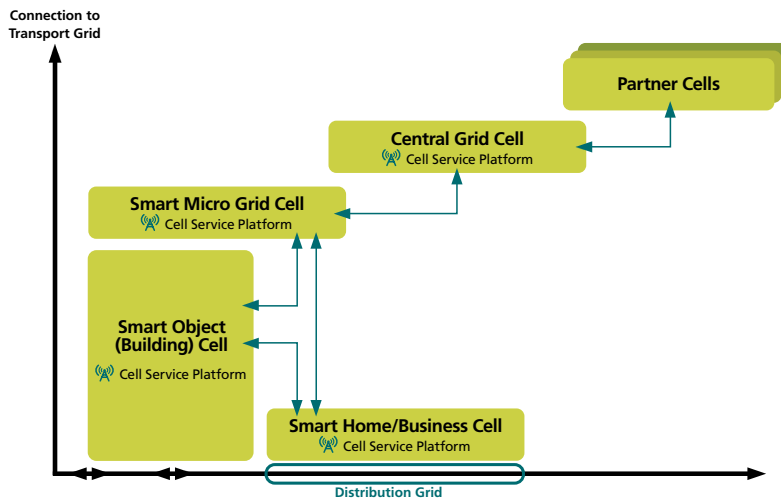 Connection to
Transport Grid
Partner Cells
Central Grid Cell
Cell Service Platform
Smart Micro Grid Cell
Cell Service Platform
Smart Object
(Building) Cell
Cell Service Platform
Smart Home/Business Cell
Cell Service Platform
Distribution Grid